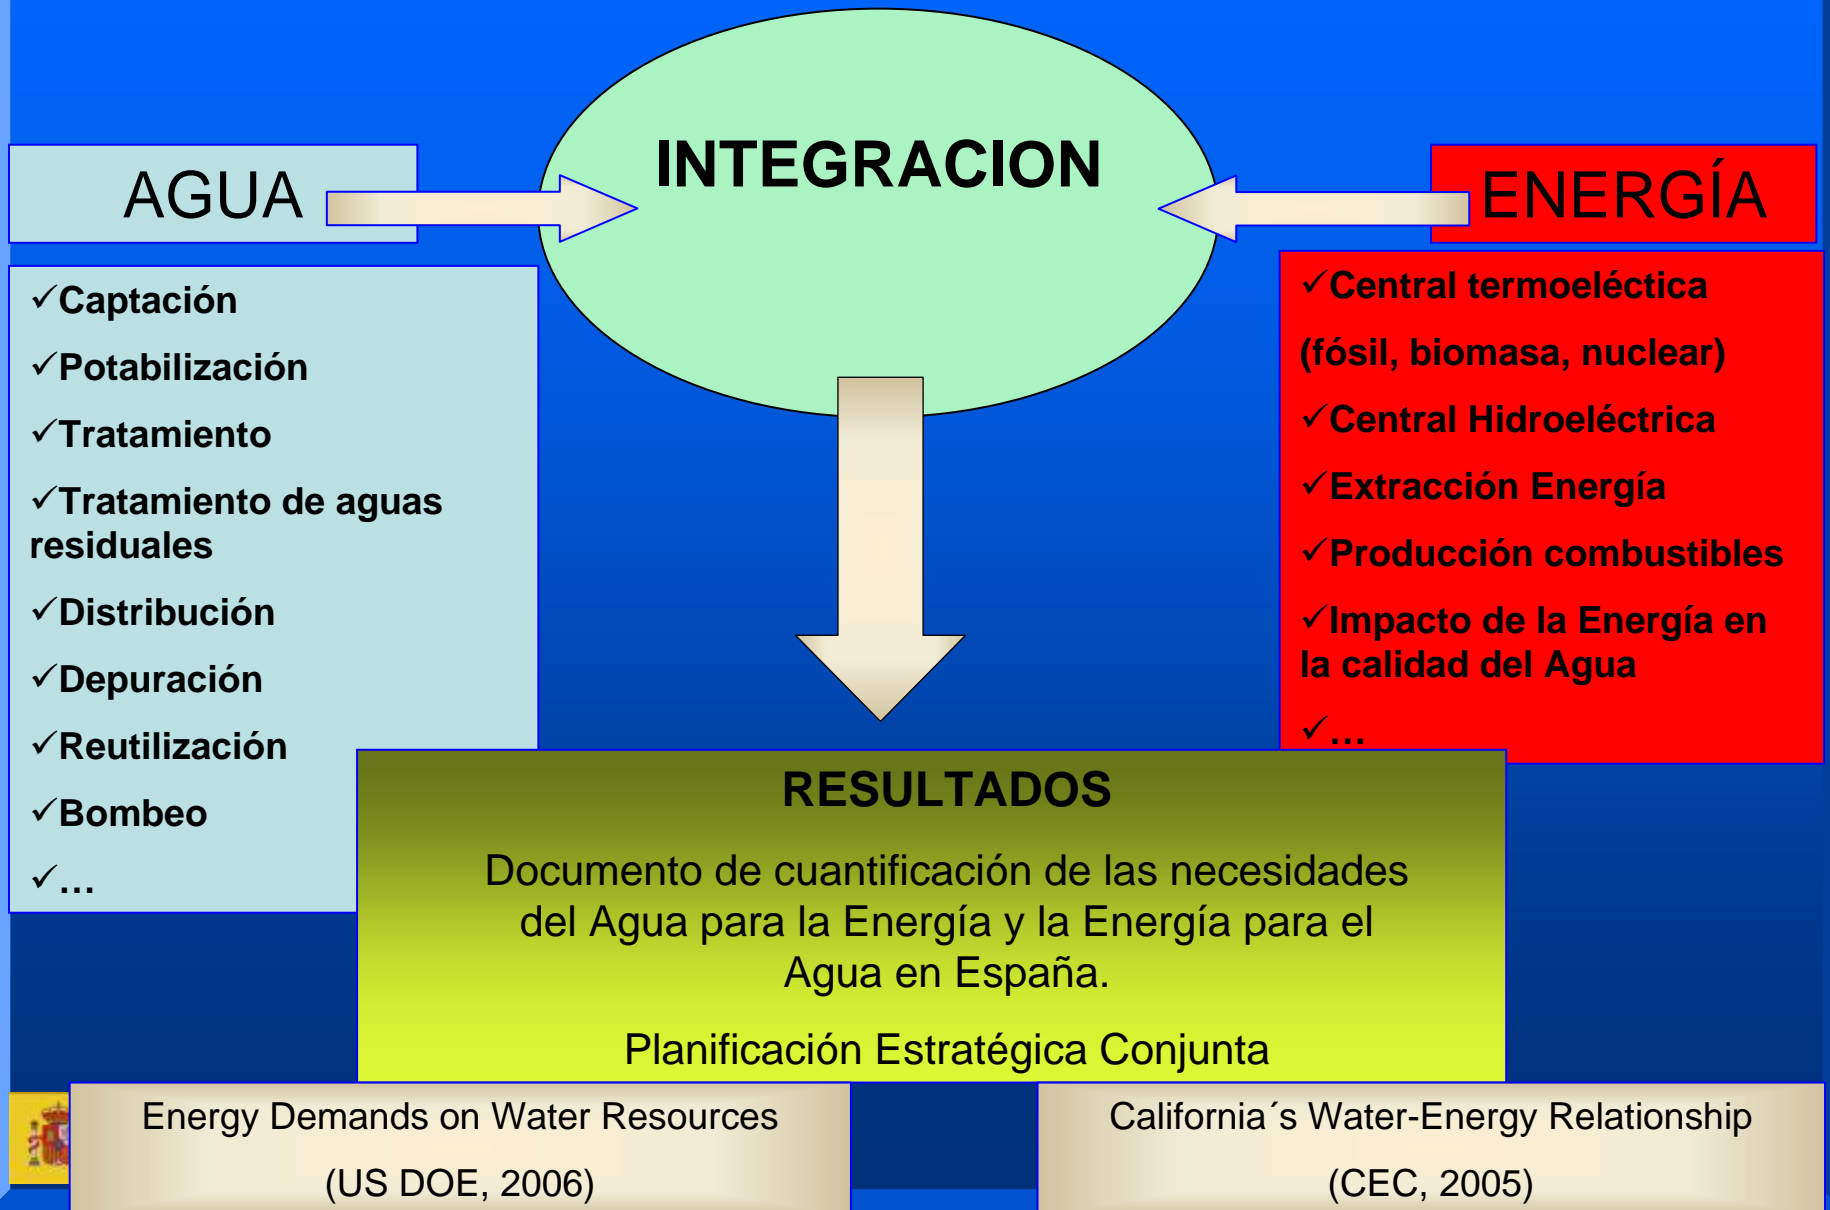 INTEGRACION
AGUA
ENERGÍA
✓Captación
✓Potabilización
✓Tratamiento
✓Tratamiento de aguas
residuales
✓Distribución
✓Depuración
✓Reutilización
✓Bombeo
✓...
✓Central termoeléctica
(fósil, biomasa, nuclear)
✓Central Hidroeléctrica
✓Extracción Energía
✓Producción combustibles
✓Impacto de la Energía en
la calidad del Agua
✓...
RESULTADOS
Documento de cuantificación de las necesidades
del Agua para la Energía y la Energía para el
Agua en España.
Planificación Estratégica Conjunta
Energy Demands on Water Resources
(US DOE, 2006)
California´s Water-Energy Relationship
(CEC, 2005)